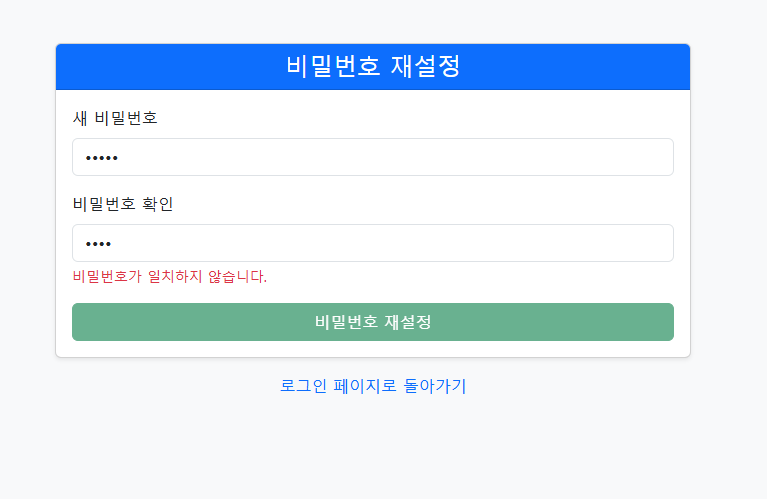 비밀번호 재설정
새 비밀번호
•••••
비밀번호 확인
••••
비밀번호가 일치하지 않습니다.
비밀번호 재설정
로그인 페이지로 돌아가기